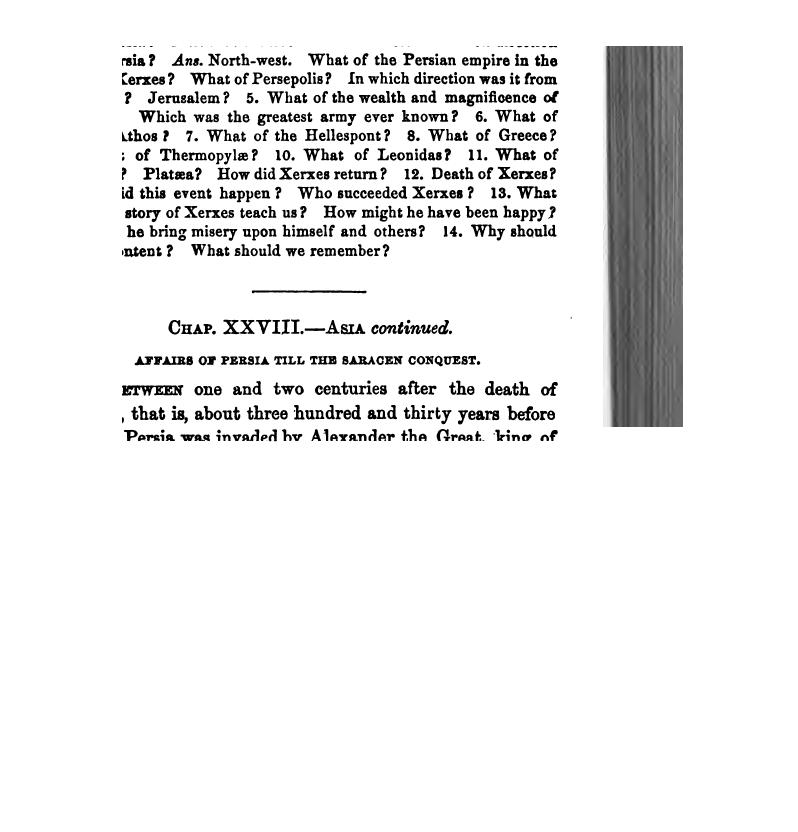 Ans. North-west. What of the Persian empire in the
What of Persepolis? In which direction was it from
? Jerusalem? 5. What of the wealth and magnificence of
Which was the greatest army ever known? 6. What of
7. What of the Hellespont? 8. What of Greece?
of Thermopylæ? 10. What of Leonidas? 11. What of
? Platæa? How did Xerxes return? 12. Death of Xerxes?
did this event happen? Who succeeded Xerxes? 13. What
story of Xerxes teach us? How might he have been happy?
he bring misery upon himself and others? 14. Why should
What should we remember?
CHAP. XXVIII.—ASIA continued.
AFFAIRS OF PERSIA TILL THE SARACEN CONQUEST.
ETWEEN one and two centuries after the death of
, that is, about three hundred and thirty years before
Persia was invaded by Alexander the Great, king of